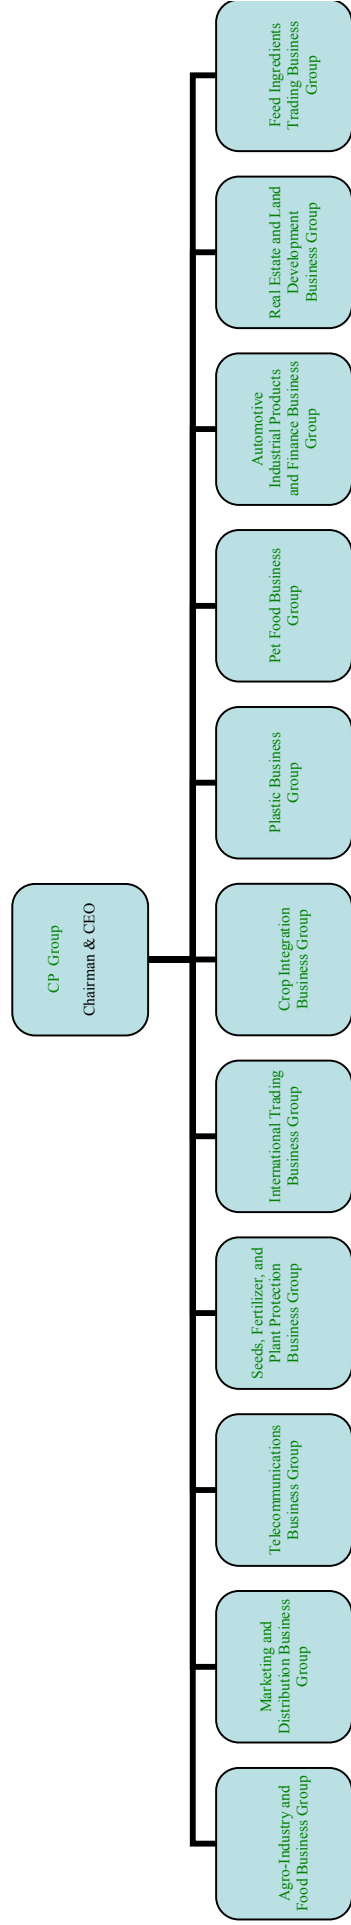 CP Group
Chairman & CEO
Agro-Industry and
Food Business Group
Marketing and
Distribution Business
Group
Telecommunications
Business Group
Seeds, Fertilizer, and
Plant Protection
Business Group
International Trading
Business Group
Crop Integration
Business Group
Plastic Business
Group
Pet Food Business
Group
Automotive
Industrial Products
and Finance Business
Group
Real Estate and Land
Development
Business Group
Feed Ingredients
Trading Business
Group